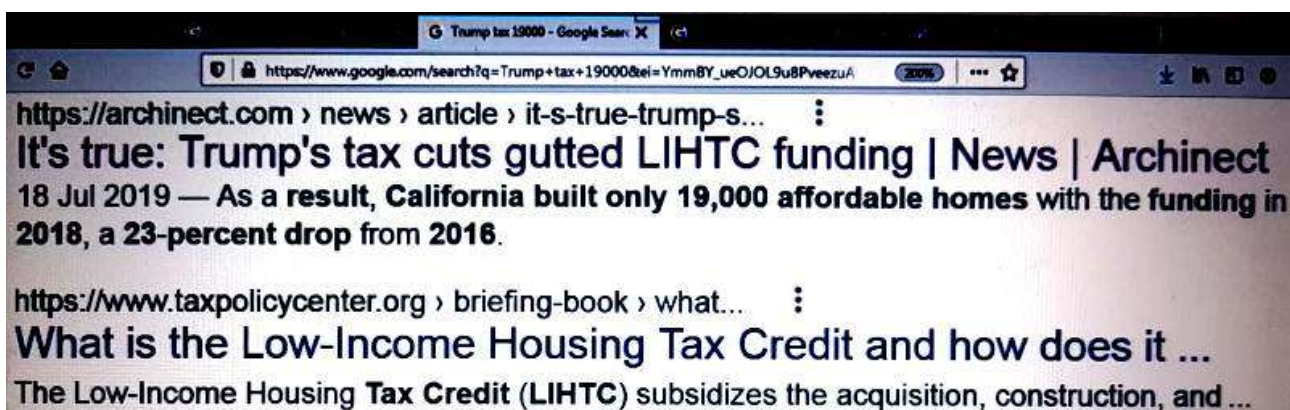 G Trump tax 19000 - Google Searc X
https://www.google.com/search?q=Trump+tax+19000&ei=YmmBY_ueOJOL9u8PveezuA 200%
https://archinect.com › news › article › it-s-true-trump-s...
It's true: Trump's tax cuts gutted LIHTC funding | News | Archinect
18 Jul 2019 — As a result, California built only 19,000 affordable homes with the funding in
2018, a 23-percent drop from 2016.
https://www.taxpolicycenter.org › briefing-book › what...
What is the Low-Income Housing Tax Credit and how does it ...
The Low-Income Housing Tax Credit (LIHTC) subsidizes the acquisition, construction, and ...